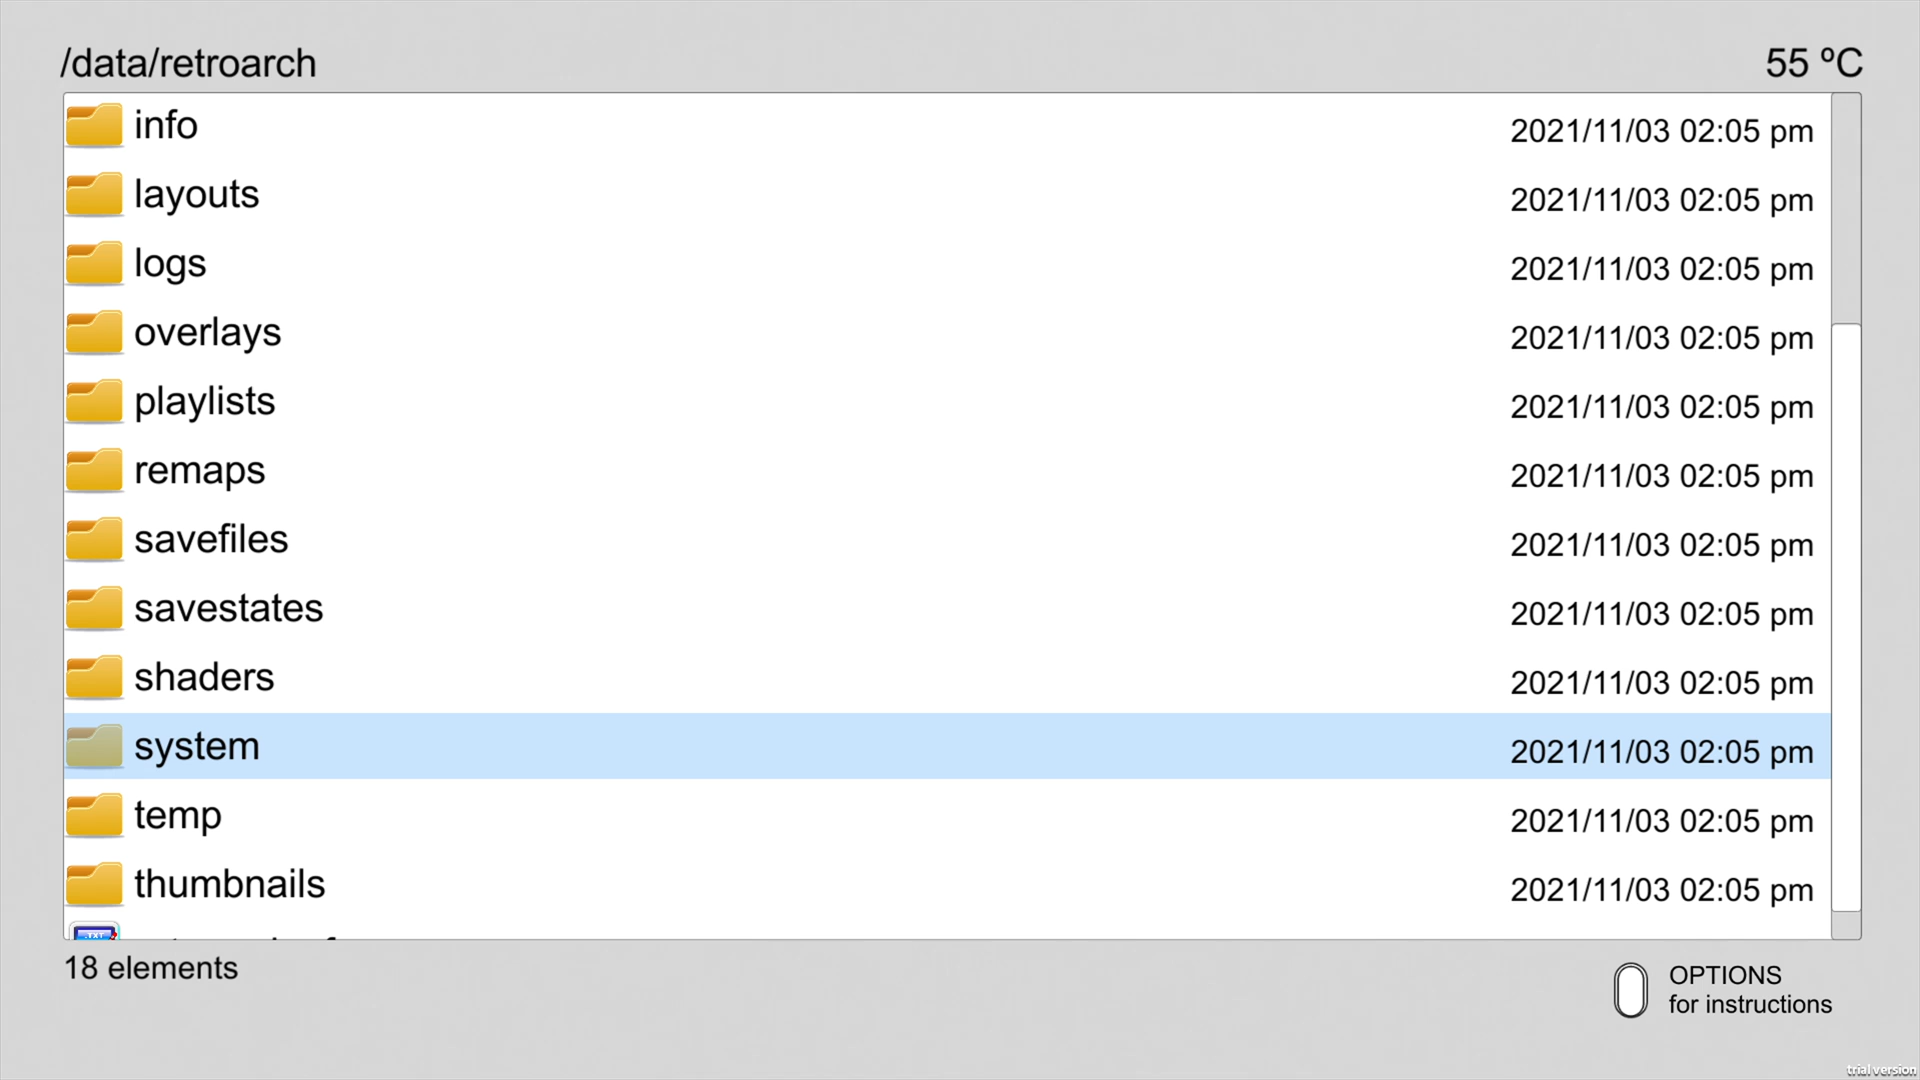 /data/retroarch 55 ºC
info 2021/11/03 02:05 pm
layouts 2021/11/03 02:05 pm
logs 2021/11/03 02:05 pm
overlays 2021/11/03 02:05 pm
playlists 2021/11/03 02:05 pm
remaps 2021/11/03 02:05 pm
savefiles 2021/11/03 02:05 pm
savestates 2021/11/03 02:05 pm
shaders 2021/11/03 02:05 pm
system 2021/11/03 02:05 pm
temp 2021/11/03 02:05 pm
thumbnails 2021/11/03 02:05 pm
.TXT
18 elements
OPTIONS
for instructions
trial version